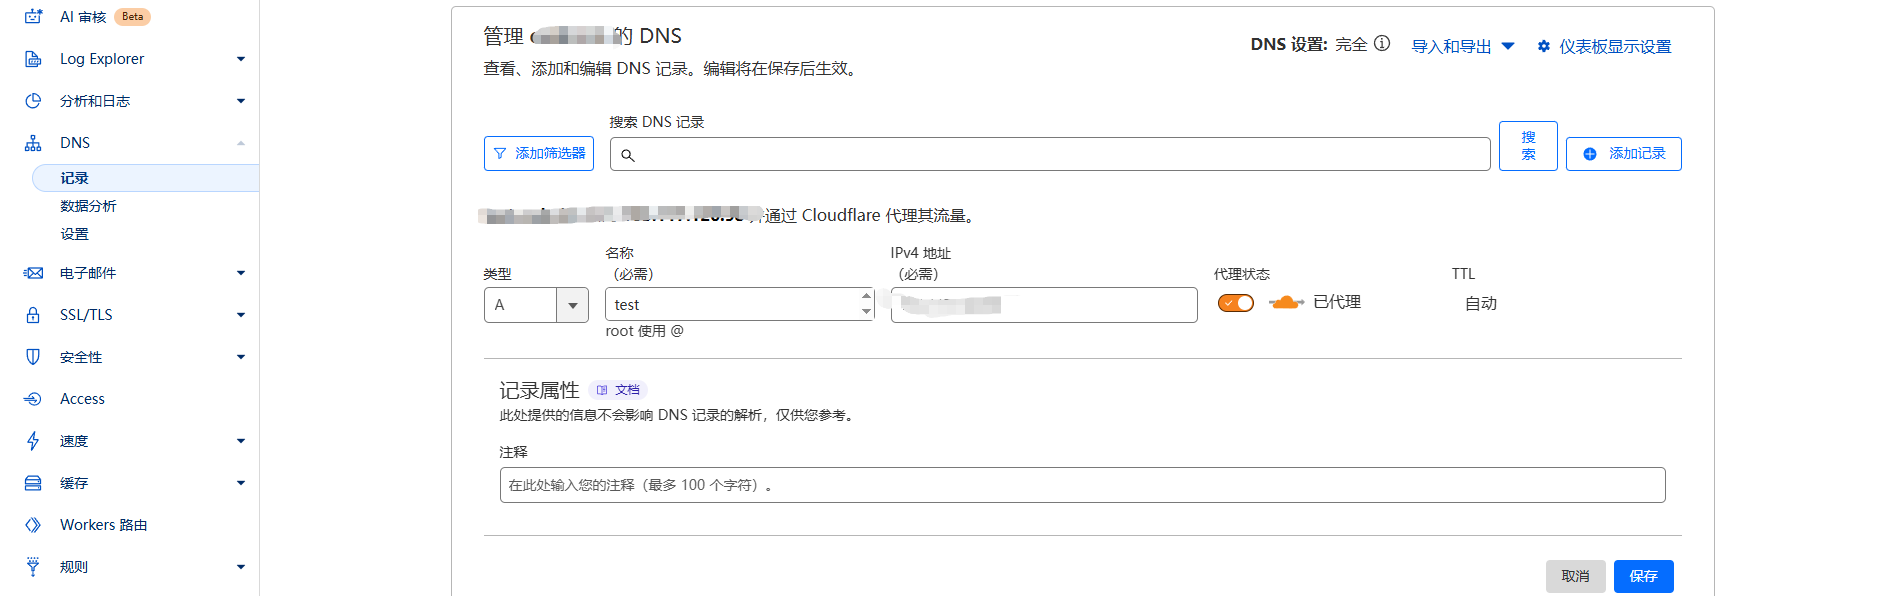 AI 审核 Beta
Log Explorer
分析和日志
DNS
记录
数据分析
设置
电子邮件
SSL/TLS
安全性
Access
速度
缓存
Workers 路由
规则
管理
的 DNS
查看、添加和编辑 DNS 记录。编辑将在保存后生效。
DNS 设置: 完全
导入和导出
仪表板显示设置
添加筛选器
搜索 DNS 记录
搜
索
添加记录
并通过 Cloudflare 代理其流量。
类型
A
名称
（必需）
test
root 使用 @
IPv4 地址
（必需）
代理状态
已代理
TTL
自动
记录属性 文档
此处提供的信息不会影响 DNS 记录的解析，仅供您参考。
注释
在此处输入您的注释（最多 100 个字符）。
取消
保存